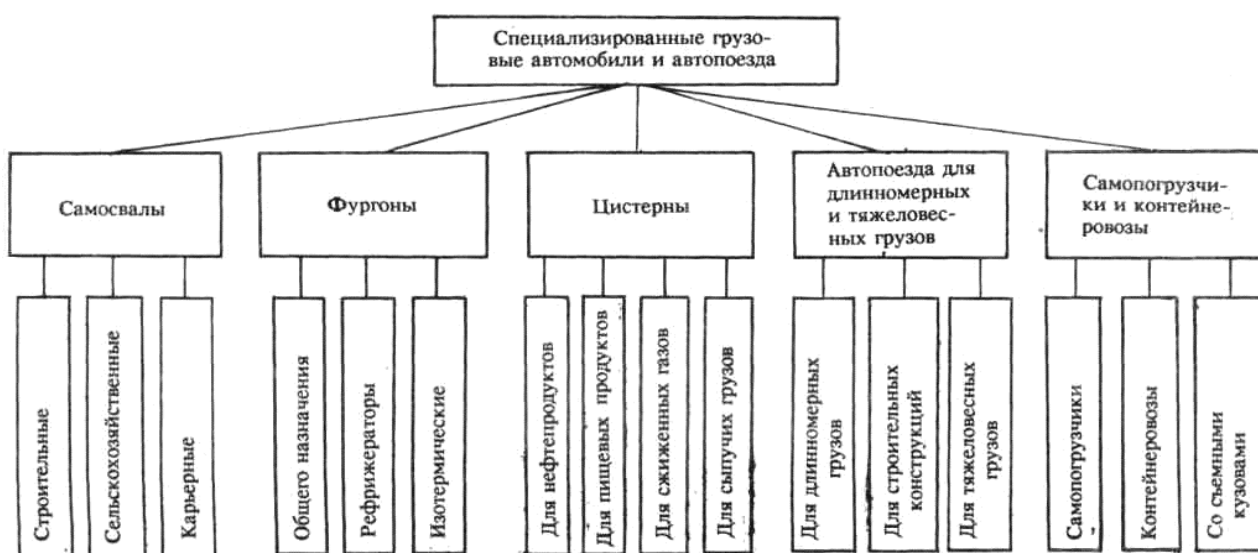 Специализированные грузо-
вые автомобили и автопоезда
Самосвалы
Фургоны
Цистерны
Автопоезда для
длинномерных
и тяжеловес-
ных грузов
Самопогрузчи-
ки и контейне-
ровозы
Строительные
Сельскохозяйственные
Карьерные
Общего назначения
Рефрижераторы
Изотермические
Для нефтепродуктов
Для пищевых продуктов
Для сжиженных газов
Для сыпучих грузов
Для длинномерных
грузов
Для строительных
конструкций
Для тяжеловесных
грузов
Самопогрузчики
Контейнеровозы
Со съемными
кузовами